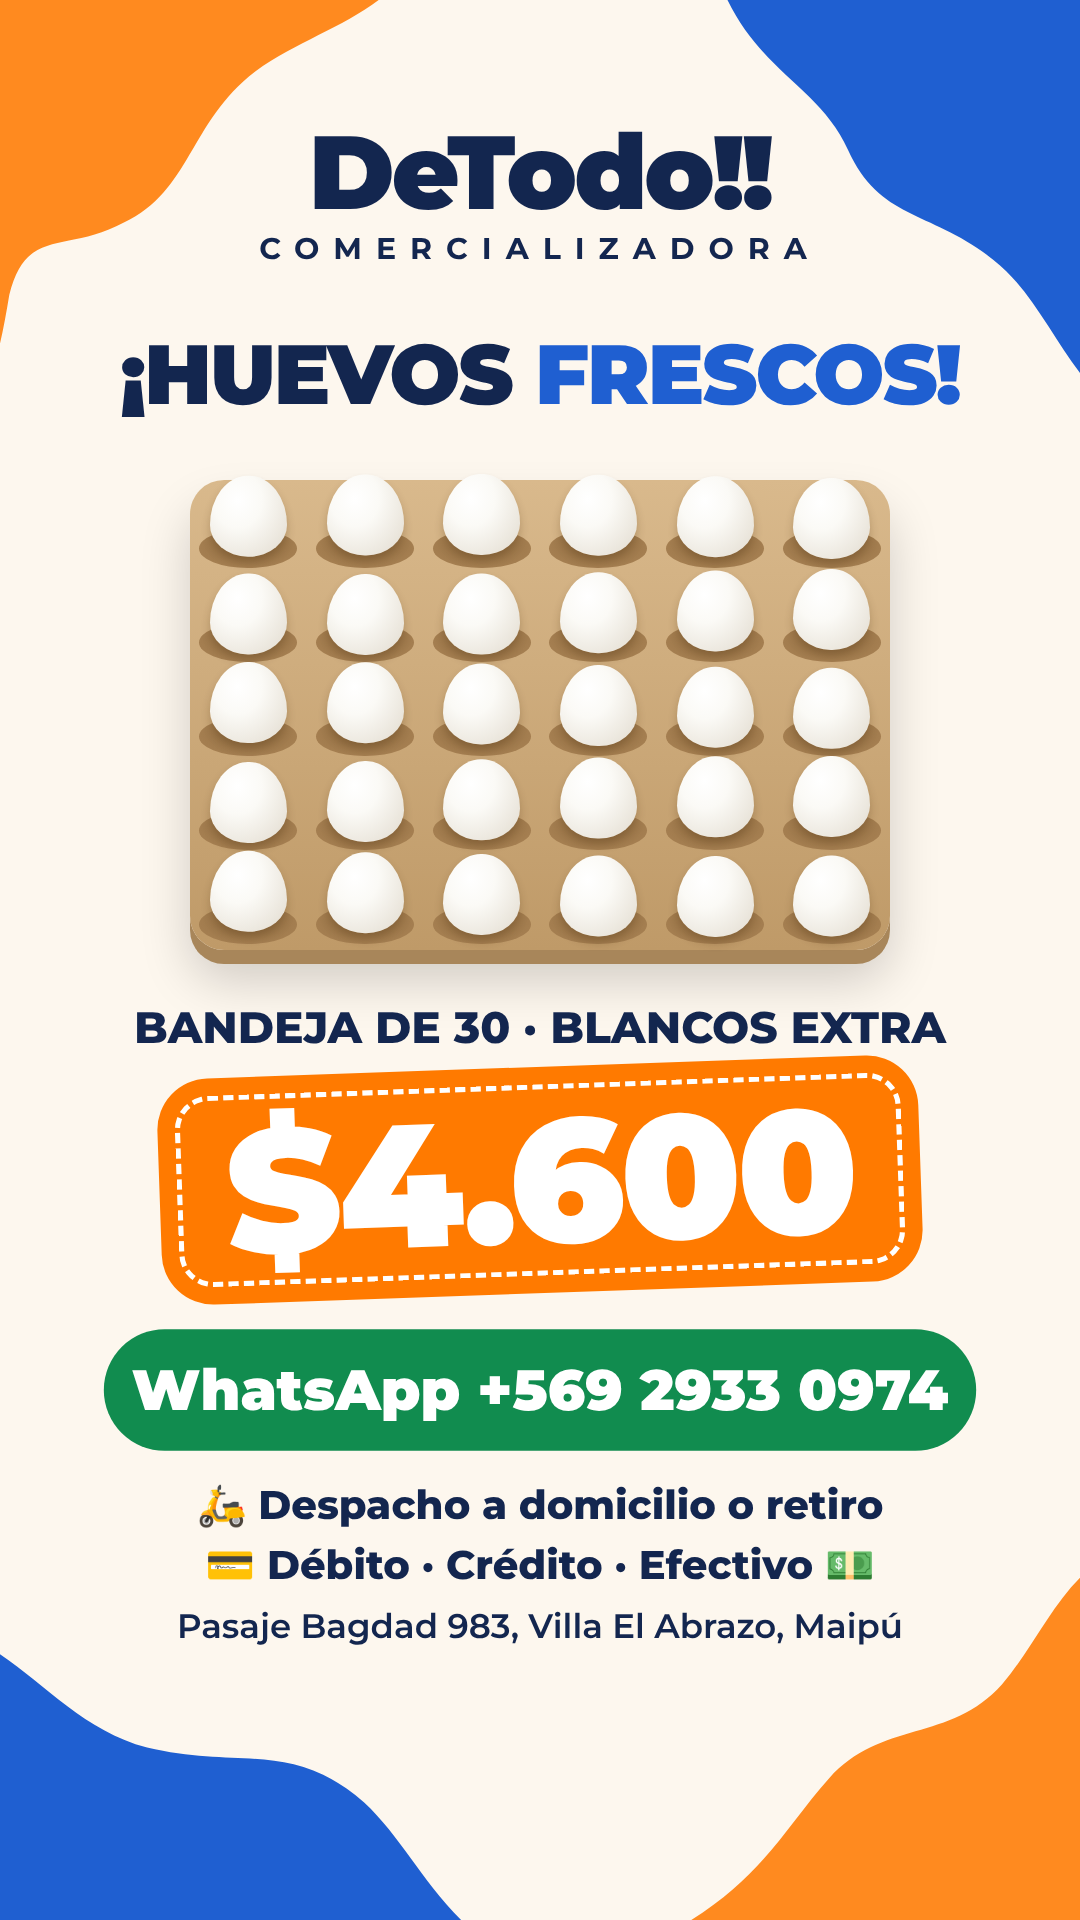 DeTodo!!
COMERCIALIZADORA
¡HUEVOS FRESCOS!
BANDEJA DE 30 · BLANCOS EXTRA
$4.600
WhatsApp +569 2933 0974
🛵 Despacho a domicilio o retiro
💳 Débito · Crédito · Efectivo 💵
Pasaje Bagdad 983, Villa El Abrazo, Maipú